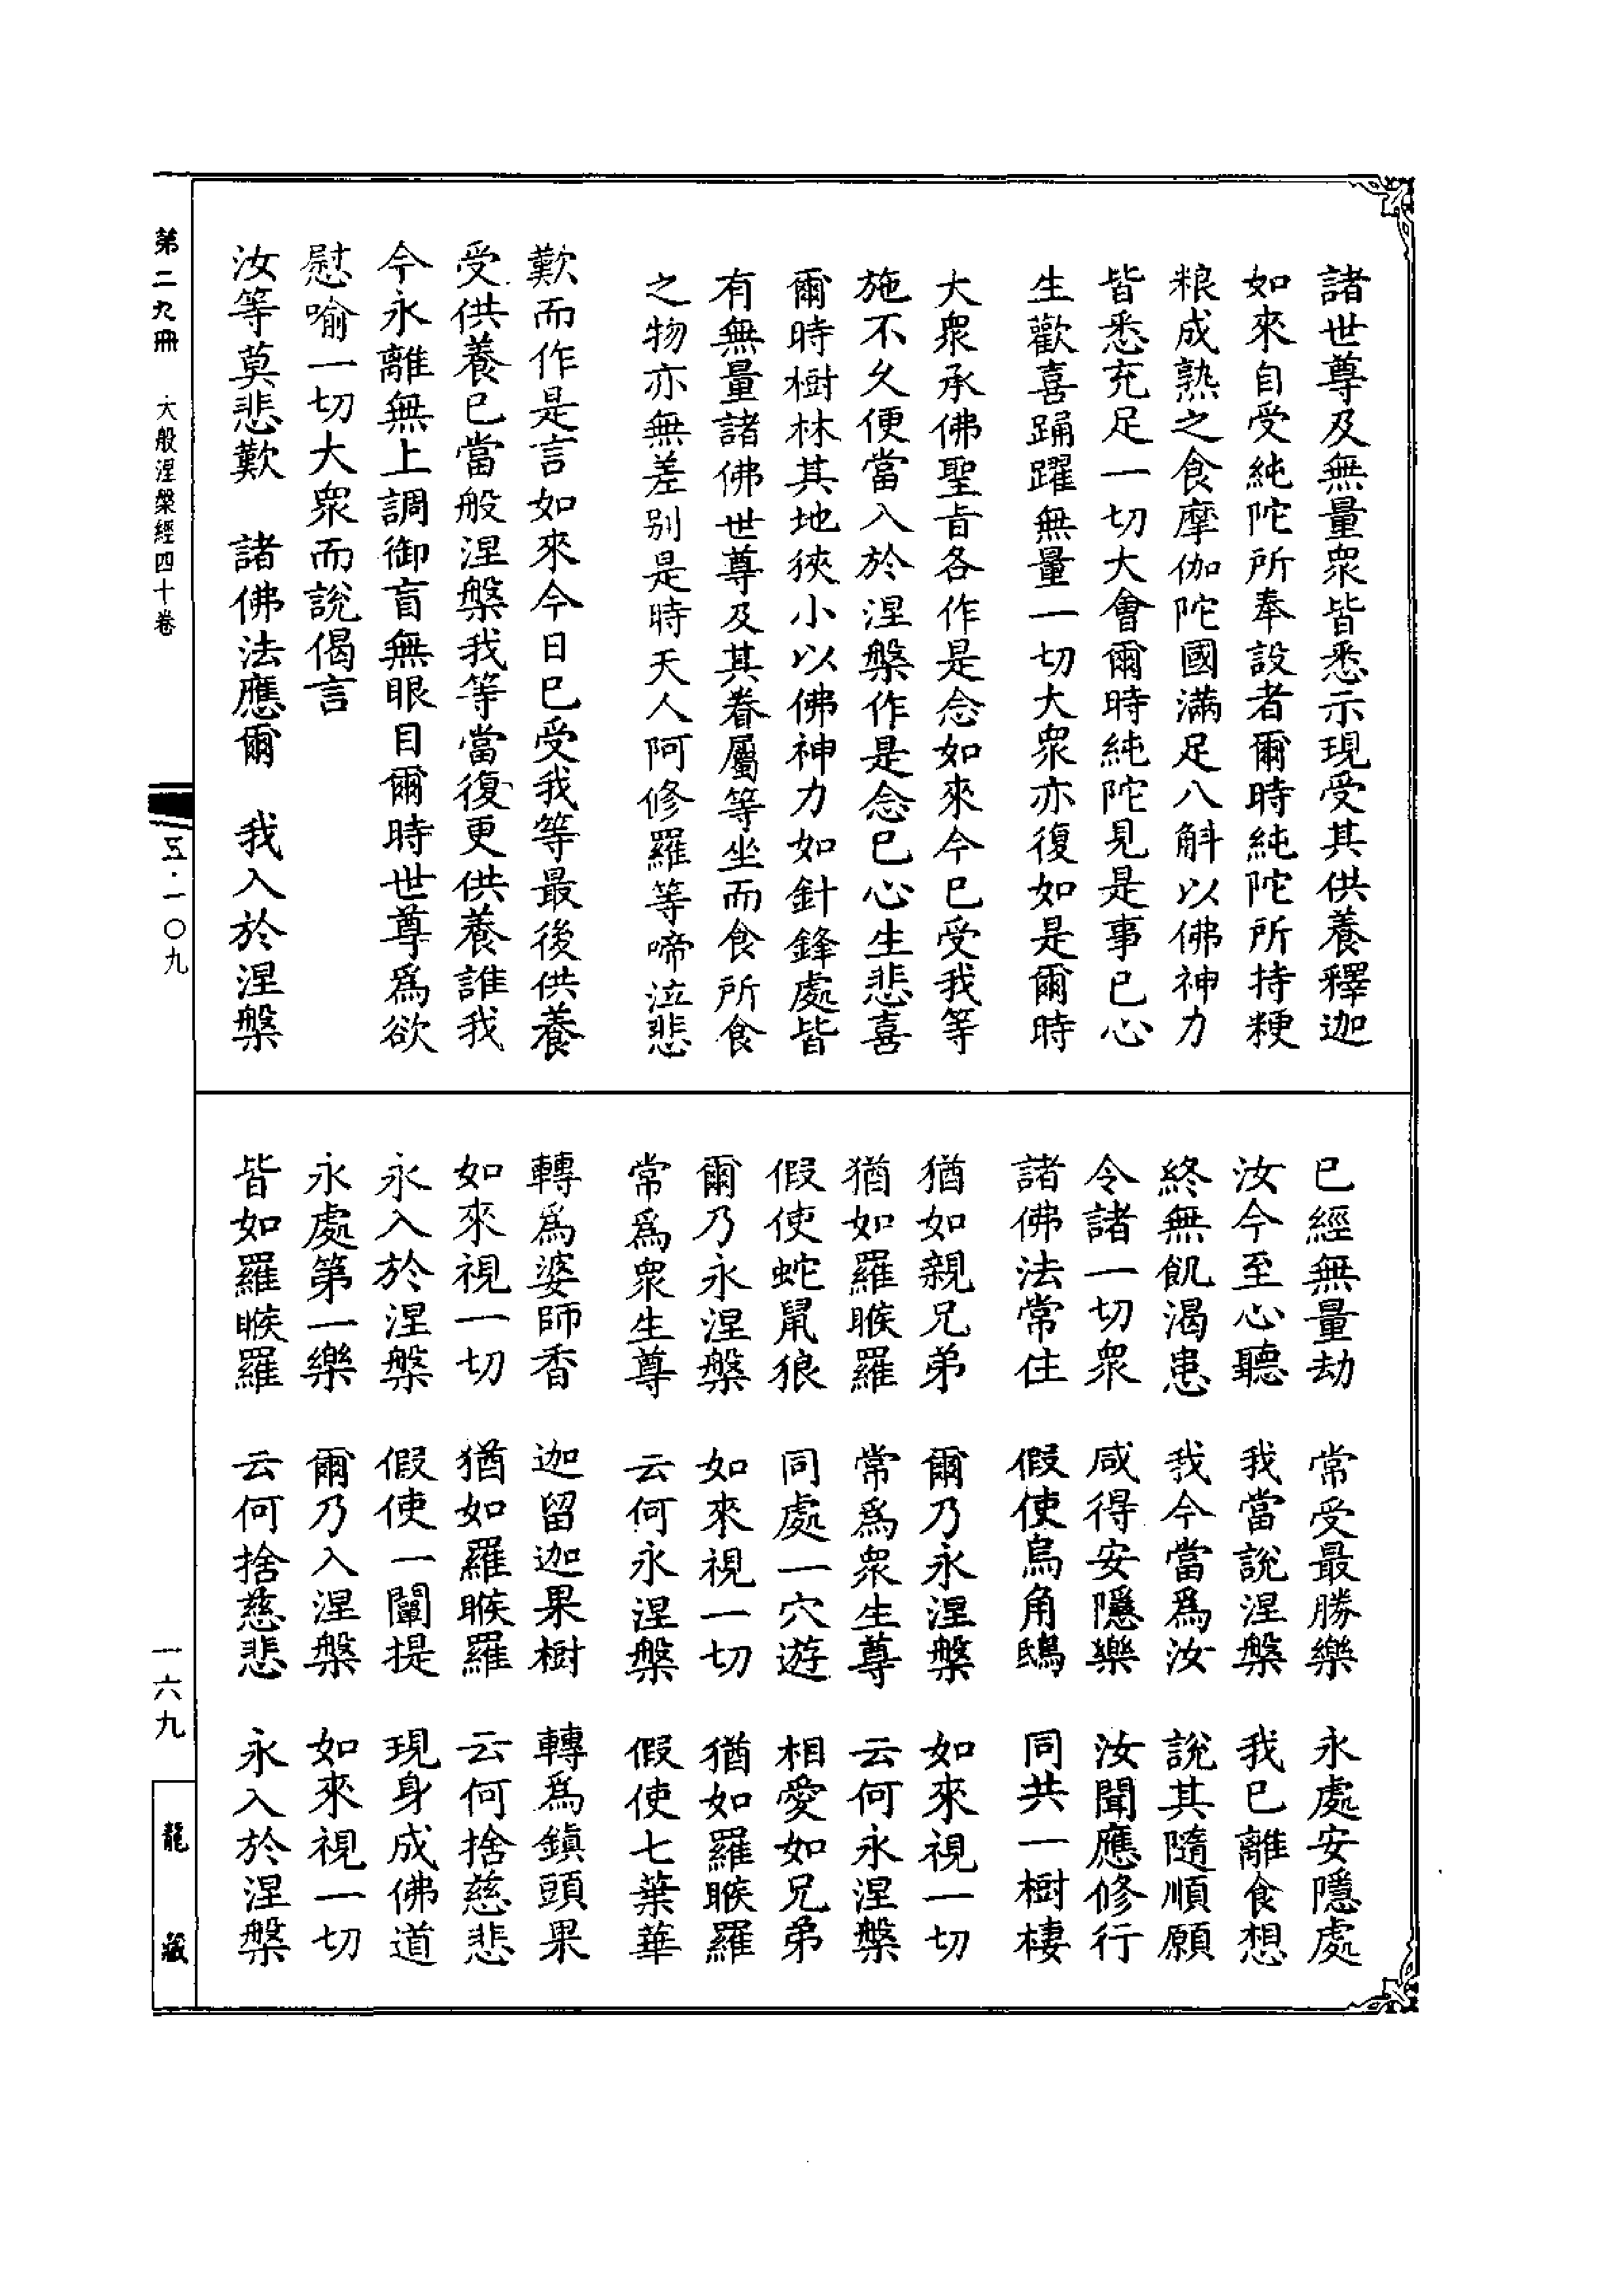 諸世尊及無量衆皆悉示現受其供養釋迦
如來自受純陀所奉設者爾時純陀所持粳
粮成熟之食摩伽陀國滿足八斛以佛神力
皆悉充足一切大會爾時純陀見是事已心
生歡喜踊躍無量一切大衆亦復如是爾時
大衆承佛聖旨各作是念如來今已受我等
施不久便當入於涅槃作是念已心生悲喜
爾時樹林其地狹小以佛神力如針鋒處皆
有無量諸佛世尊及其眷屬等坐而食所食
之物亦無差别是時天人阿修羅等啼泣悲
歎而作是言如來今日已受我等最後供養
受供養已當般涅槃我等當復更供養誰我
今永離無上調御盲無眼目爾時世尊爲欲
慰喻一切大衆而說偈言
汝等莫悲歎　諸佛法應爾　我入於涅槃
已經無量劫　常受最勝樂　永處安隱處
汝今至心聽　我當說涅槃　我已離食想
終無飢渴患　我今當爲汝　說其隨順願
令諸一切衆　咸得安隱樂　汝聞應修行
諸佛法常住　假使烏角鴟　同共一樹棲
猶如親兄弟　爾乃永涅槃　如來視一切
猶如羅睺羅　常爲衆生尊　云何永涅槃
假使蛇鼠狼　同處一穴遊　相愛如兄弟
爾乃永涅槃　如來視一切　猶如羅睺羅
常爲衆生尊　云何永涅槃　假使七葉華
轉爲婆師香　迦留迦果樹　轉爲鎮頭果
如來視一切　猶如羅睺羅　云何捨慈悲
永入於涅槃　假使一闡提　現身成佛道
永處第一樂　爾乃入涅槃　如來視一切
皆如羅睺羅　云何捨慈悲　永入於涅槃
第二九冊　大般涅槃經四十卷
五·一〇九
一六九
龍藏